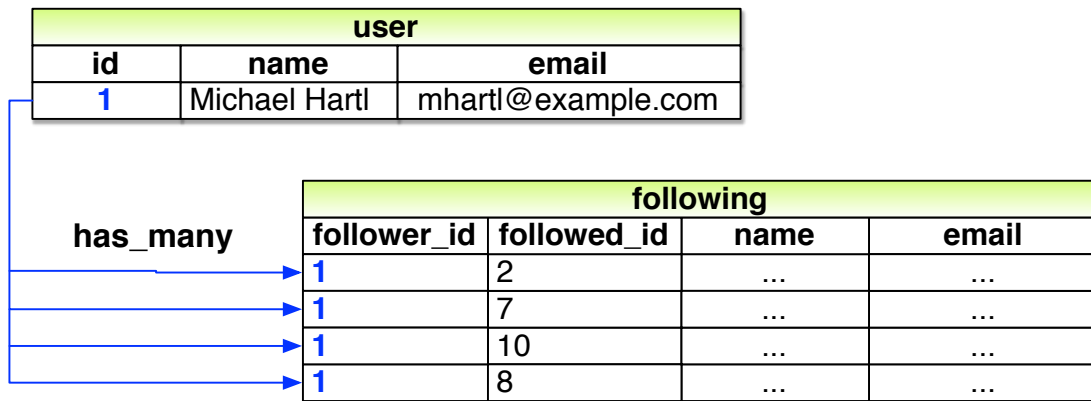 user
id name email
1 Michael Hartl mhartl@example.com
following
has_many follower_id followed_id name email
1 2 ... ...
1 7 ... ...
1 10 ... ...
1 8 ... ...